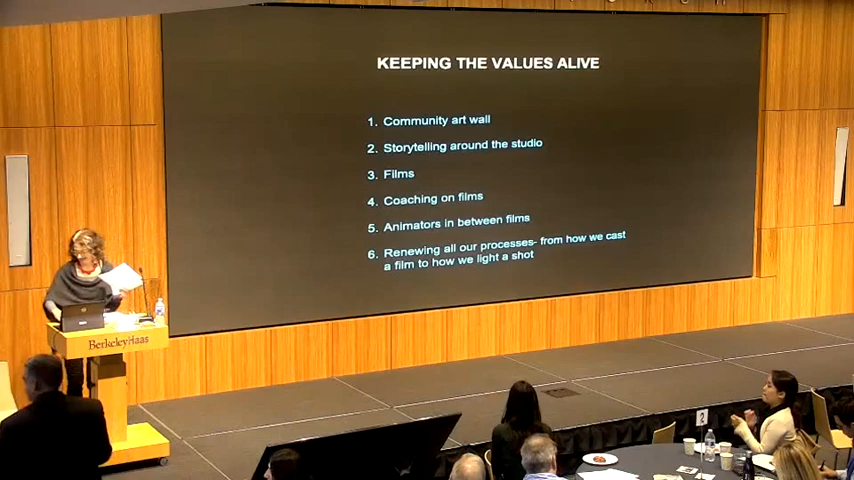 KEEPING THE VALUES ALIVE
1. Community art wall
2. Storytelling around the studio
3. Films
4. Coaching on films
5. Animators in between films
6. Renewing all our processes- from how we cast
a film to how we light a shot
BerkeleyHaas
2